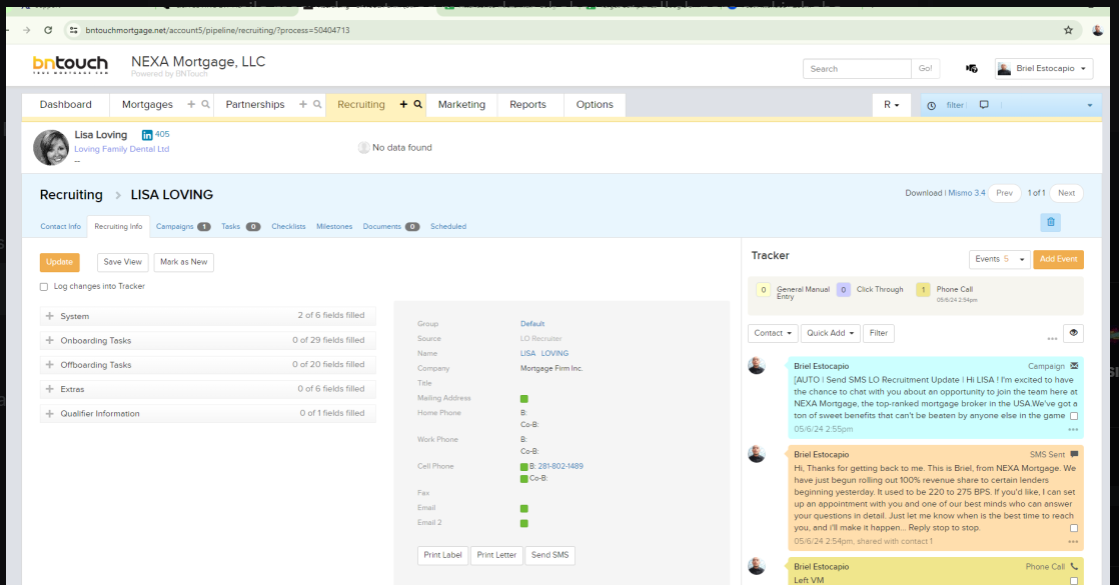 bntouchmortgage.net/account5/pipeline/recruiting/?process=50404713
bntouch
NEXA Mortgage, LLC
Powered by BNTouch
Search
Go!
Briel Estocapio
Dashboard
Mortgages
Partnerships
Recruiting
Marketing
Reports
Options
R
filter
Lisa Loving
in 405
Loving Family Dental Ltd
--
No data found
Recruiting > LISA LOVING
Download | Mismo 3.4
Prev
1 of 1
Next
Contact Info
Recruiting Info
Campaigns 1
Tasks 0
Checklists
Milestones
Documents 0
Scheduled
Update
Save View
Mark as New
Log changes into Tracker
+ System 2 of 6 fields filled
+ Onboarding Tasks 0 of 29 fields filled
+ Offboarding Tasks 0 of 20 fields filled
+ Extras 0 of 6 fields filled
+ Qualifier Information 0 of 1 fields filled
Group Default
Source LO Recruiter
Name LISA LOVING
Company Mortgage Firm Inc.
Title
Mailing Address
Home Phone B:
Co-B:
Work Phone B:
Co-B:
Cell Phone B: 281-802-1489
Co-B:
Fax
Email
Email 2
Print Label
Print Letter
Send SMS
Tracker
Events 5
Add Event
0 General Manual Entry
0 Click Through
1 Phone Call
05/6/24 2:54pm
Contact
Quick Add
Filter
Briel Estocapio Campaign
[AUTO | Send SMS LO Recruitment Update | Hi LISA ! I'm excited to have
the chance to chat with you about an opportunity to join the team here at
NEXA Mortgage, the top-ranked mortgage broker in the USA.We've got a
ton of sweet benefits that can't be beaten by anyone else in the game
05/6/24 2:55pm
Briel Estocapio SMS Sent
Hi, Thanks for getting back to me. This is Briel, from NEXA Mortgage. We
have just begun rolling out 100% revenue share to certain lenders
beginning yesterday. It used to be 220 to 275 BPS. If you'd like, I can set
up an appointment with you and one of our best minds who can answer
your questions in detail. Just let me know when is the best time to reach
you, and i'll make it happen... Reply stop to stop.
05/6/24 2:54pm, shared with contact 1
Briel Estocapio Phone Call
Left VM